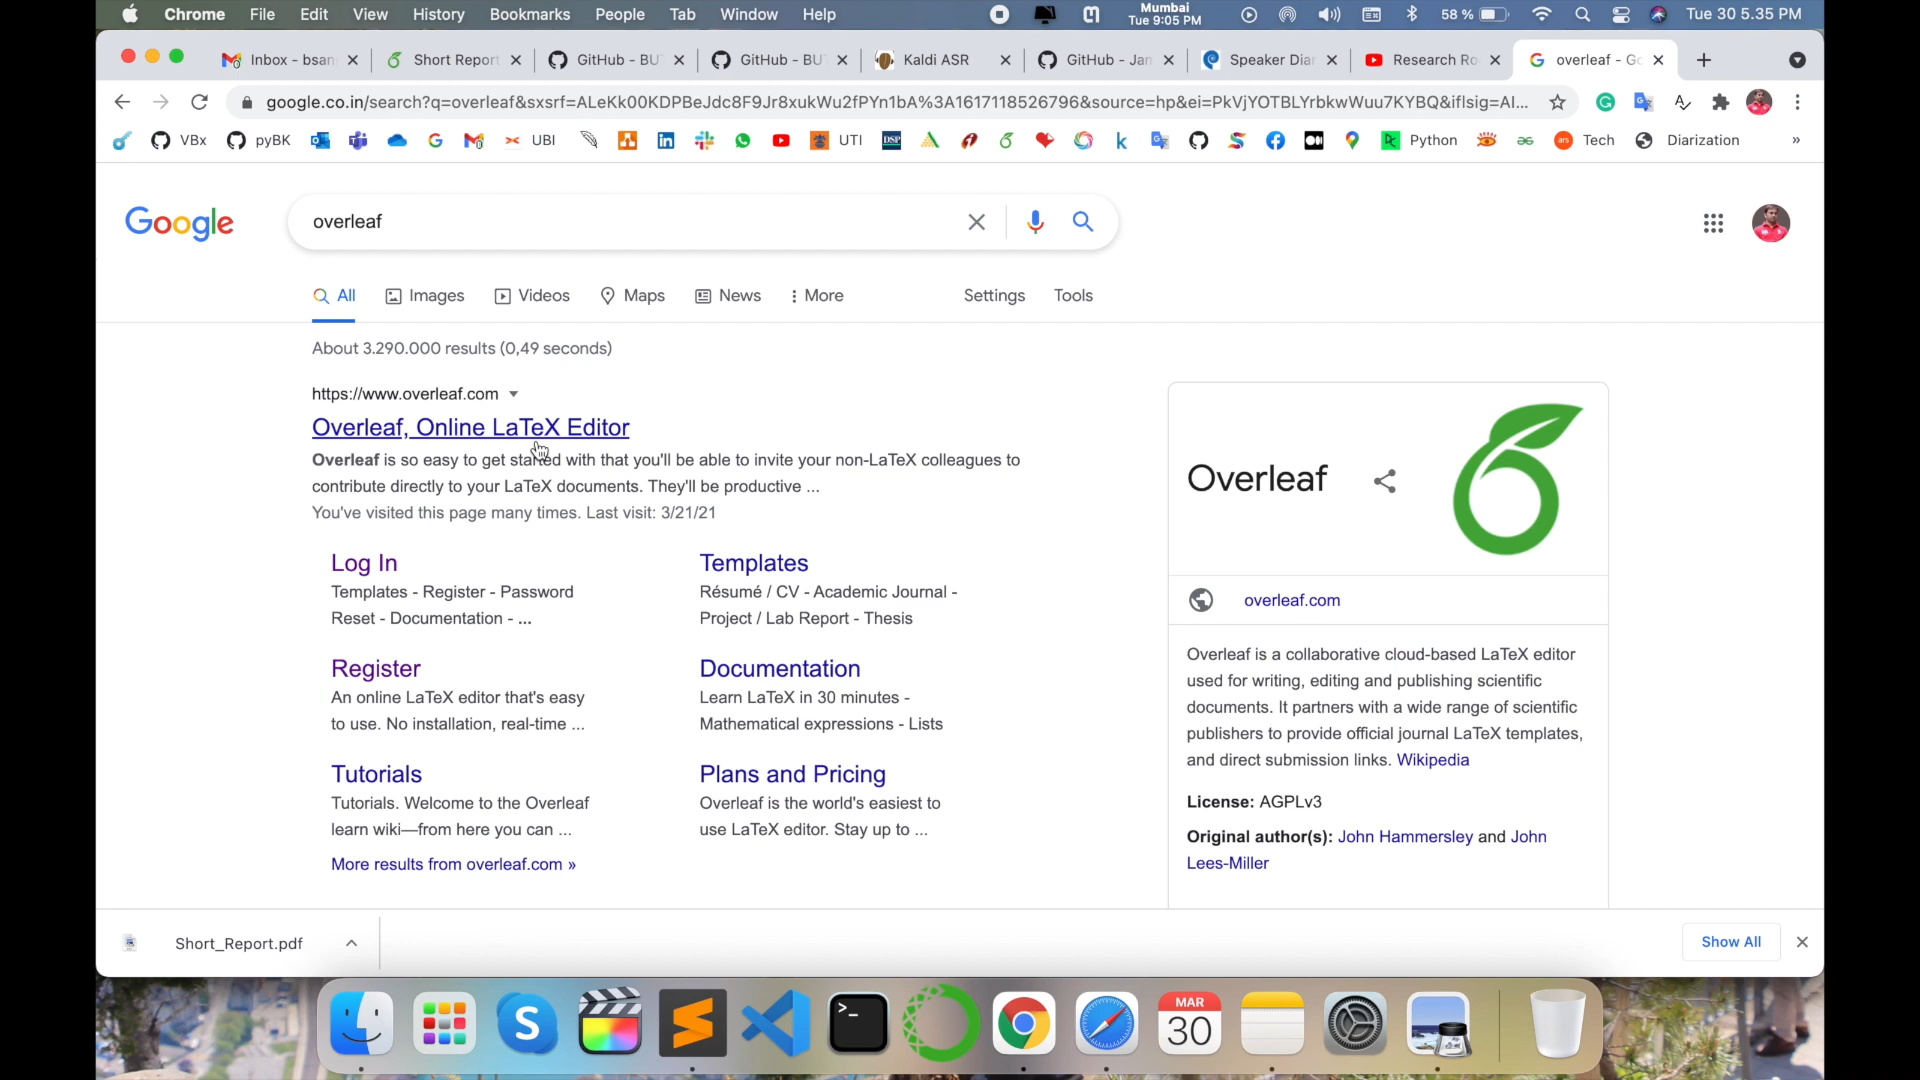 Chrome File Edit View History Bookmarks People Tab Window Help
Mumbai
Tue 9:05 PM
58 %
Tue 30 5.35 PM
Inbox - bsan
Short Report
GitHub - BU
GitHub - BU
Kaldi ASR
GitHub - Jan
Speaker Diar
Research Ro
overleaf - Go
google.co.in/search?q=overleaf&sxsrf=ALeKk00KDPBeJdc8F9Jr8xukWu2fPYn1bA%3A1617118526796&source=hp&ei=PkVjYOTBLYrbkwWuu7KYBQ&iflsig=AI...
VBx
pyBK
UBI
UTI
DSP
k
Python
ars
Tech
Diarization
»
Google
overleaf
All
Images
Videos
Maps
News
More
Settings
Tools
About 3.290.000 results (0,49 seconds)
https://www.overleaf.com
Overleaf, Online LaTeX Editor
Overleaf is so easy to get started with that you'll be able to invite your non-LaTeX colleagues to
contribute directly to your LaTeX documents. They'll be productive ...
You've visited this page many times. Last visit: 3/21/21
Log In
Templates - Register - Password
Reset - Documentation - ...
Templates
Résumé / CV - Academic Journal -
Project / Lab Report - Thesis
Register
An online LaTeX editor that's easy
to use. No installation, real-time ...
Documentation
Learn LaTeX in 30 minutes -
Mathematical expressions - Lists
Tutorials
Tutorials. Welcome to the Overleaf
learn wiki—from here you can ...
Plans and Pricing
Overleaf is the world's easiest to
use LaTeX editor. Stay up to ...
More results from overleaf.com »
Overleaf
overleaf.com
Overleaf is a collaborative cloud-based LaTeX editor
used for writing, editing and publishing scientific
documents. It partners with a wide range of scientific
publishers to provide official journal LaTeX templates,
and direct submission links. Wikipedia
License: AGPLv3
Original author(s): John Hammersley and John
Lees-Miller
Short_Report.pdf
Show All
S
>_
MAR
30